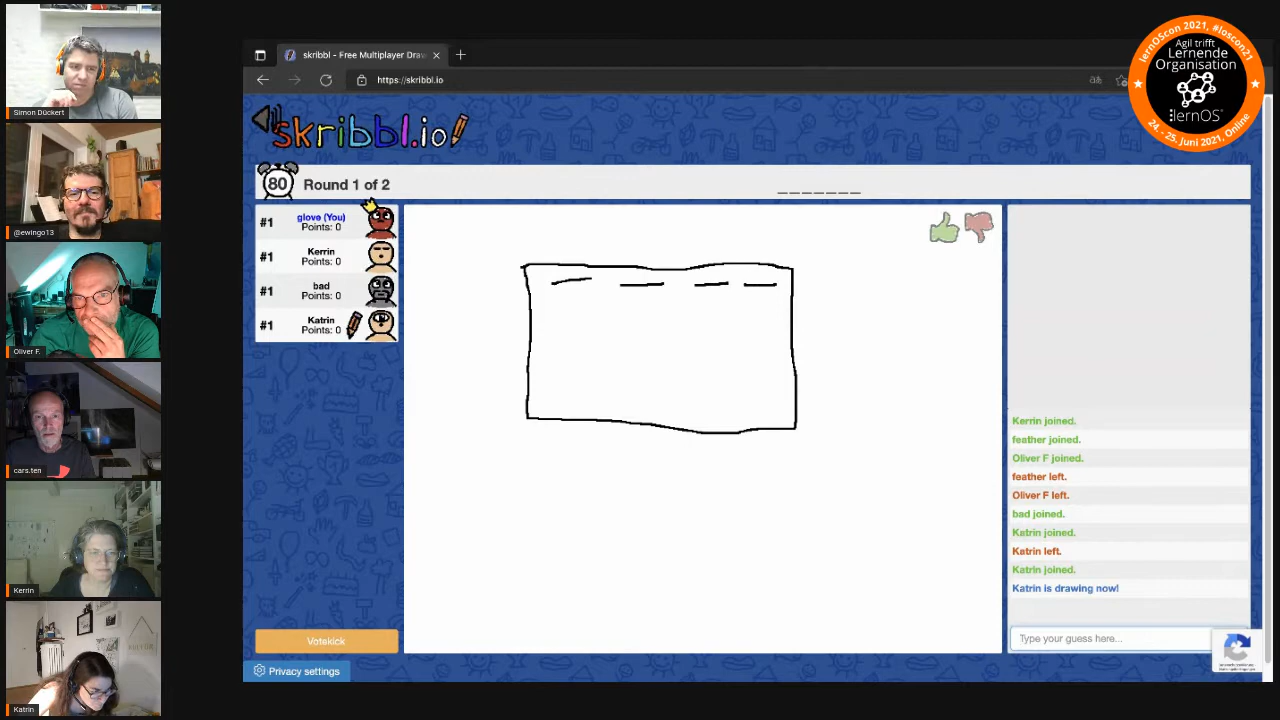 Simon Dückert
@ewingo13
Oliver F.
cars.ten
Kerrin
Katrin
skribbl - Free Multiplayer Draw
https://skribbl.io
skribbl.io
80
Round 1 of 2
_______
#1
glove (You)
Points: 0
#1
Kerrin
Points: 0
#1
bad
Points: 0
#1
Katrin
Points: 0
Votekick
Privacy settings
Kerrin joined.
feather joined.
Oliver F joined.
feather left.
Oliver F left.
bad joined.
Katrin joined.
Katrin left.
Katrin joined.
Katrin is drawing now!
Type your guess here...
lernOScon 2021, #loscon21
Agil trifft
Lernende
Organisation
lernOS
24. - 25. Juni 2021, Online